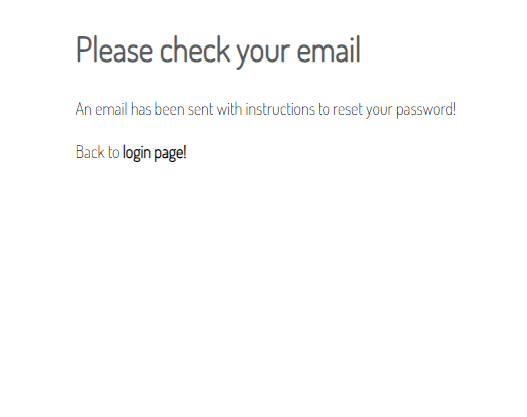 Please check your email
An email has been sent with instructions to reset your password!
Back to login page!